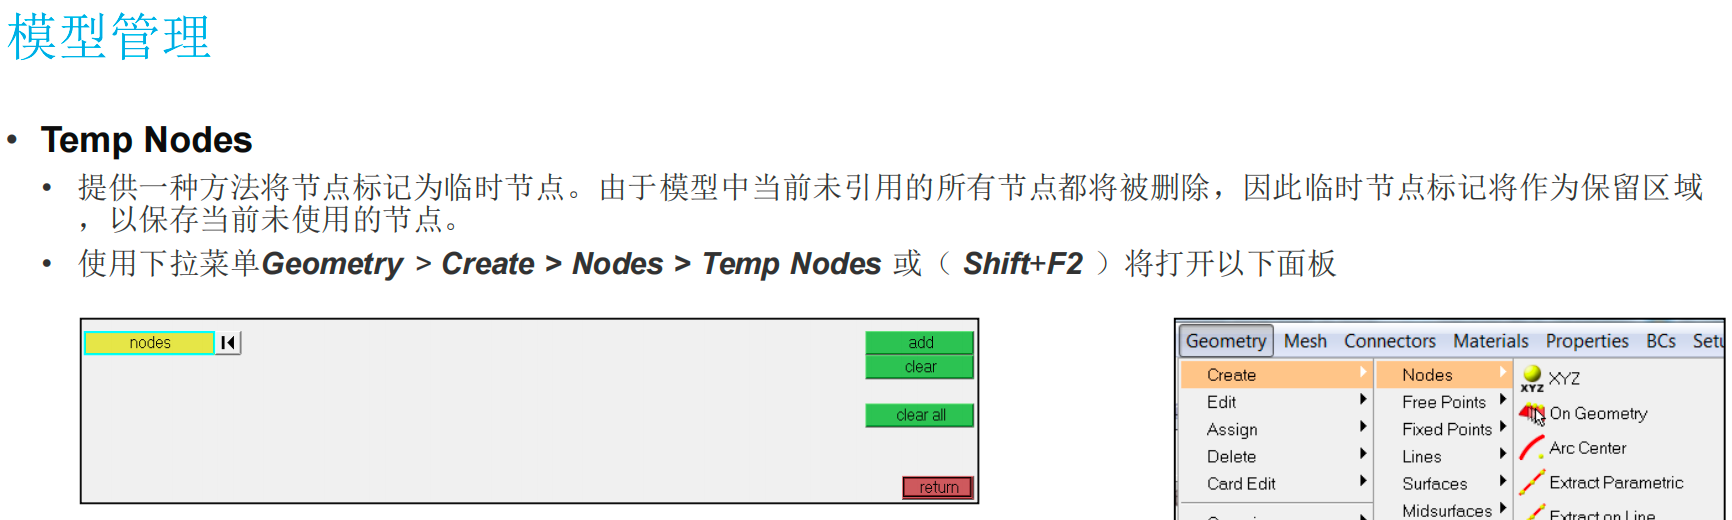 模型管理
• Temp Nodes
• 提供一种方法将节点标记为临时节点。由于模型中当前未引用的所有节点都将被删除，因此临时节点标记将作为保留区域
，以保存当前未使用的节点。
• 使用下拉菜单Geometry > Create > Nodes > Temp Nodes 或（ Shift+F2 ）将打开以下面板
nodes
add
clear
clear all
return
Geometry Mesh Connectors Materials Properties BCs Setu
Create
Edit
Assign
Delete
Card Edit
Nodes
Free Points
Fixed Points
Lines
Surfaces
Midsurfaces
XYZ XYZ
On Geometry
Arc Center
Extract Parametric
Extract on Line